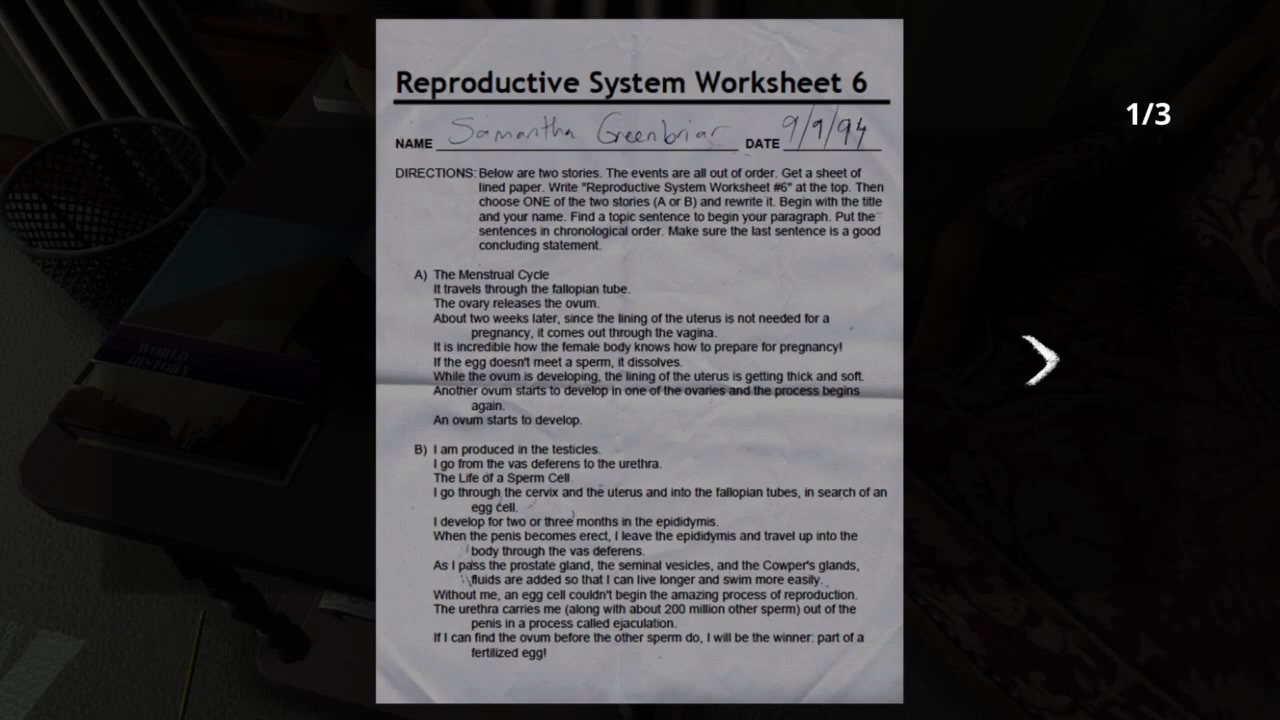 Reproductive System Worksheet 6
1/3
NAME Samantha Greenbriar DATE 9/9/94
DIRECTIONS: Below are two stories. The events are all out of order. Get a sheet of
lined paper. Write "Reproductive System Worksheet #6" at the top. Then
choose ONE of the two stories (A or B) and rewrite it. Begin with the title
and your name. Find a topic sentence to begin your paragraph. Put the
sentences in chronological order. Make sure the last sentence is a good
concluding statement.
A) The Menstrual Cycle
It travels through the fallopian tube.
The ovary releases the ovum.
About two weeks later, since the lining of the uterus is not needed for a
pregnancy, it comes out through the vagina.
It is incredible how the female body knows how to prepare for pregnancy!
If the egg doesn't meet a sperm, it dissolves.
While the ovum is developing, the lining of the uterus is getting thick and soft.
Another ovum starts to develop in one of the ovaries and the process begins
again.
An ovum starts to develop.
B) I am produced in the testicles.
I go from the vas deferens to the urethra.
The Life of a Sperm Cell
I go through the cervix and the uterus and into the fallopian tubes, in search of an
egg cell.
I develop for two or three months in the epididymis.
When the penis becomes erect, I leave the epididymis and travel up into the
body through the vas deferens.
As I pass the prostate gland, the seminal vesicles, and the Cowper's glands,
fluids are added so that I can live longer and swim more easily.
Without me, an egg cell couldn't begin the amazing process of reproduction.
The urethra carries me (along with about 200 million other sperm) out of the
penis in a process called ejaculation.
If I can find the ovum before the other sperm do, I will be the winner: part of a
fertilized egg!
WORLD
HISTORY